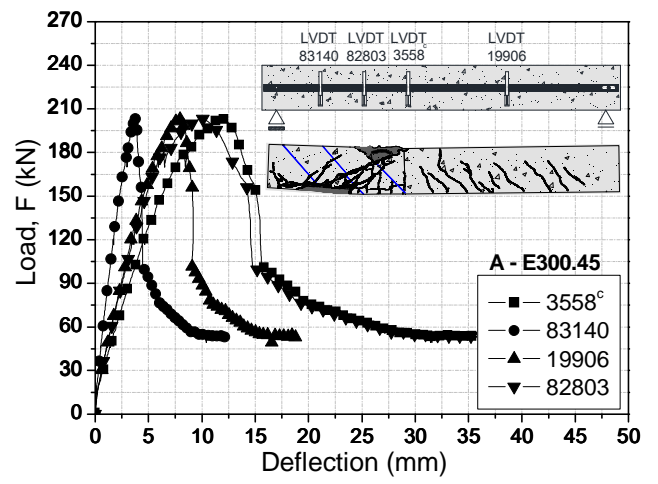 270
240
210
180
150
120
90
60
30
0
Load, F (kN)
0 5 10 15 20 25 30 35 40 45 50
Deflection (mm)
LVDT LVDT LVDT LVDT
83140 82803 3558ᶜ 19906
A - E300.45
3558ᶜ
83140
19906
82803